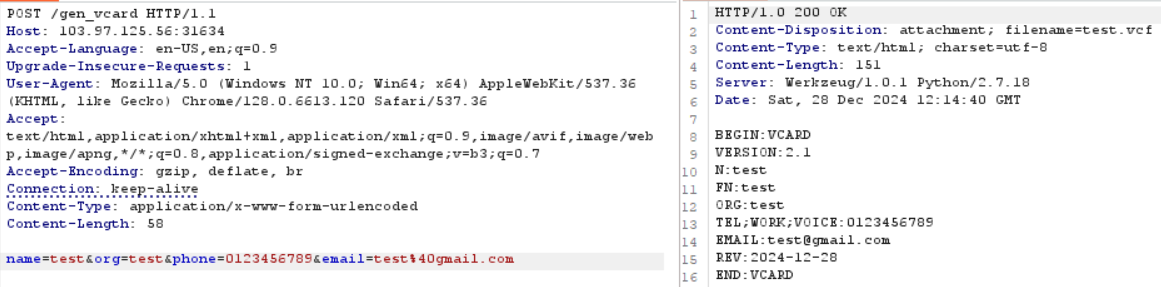 POST /gen_vcard HTTP/1.1
Host: 103.97.125.56:31634
Accept-Language: en-US,en;q=0.9
Upgrade-Insecure-Requests: 1
User-Agent: Mozilla/5.0 (Windows NT 10.0; Win64; x64) AppleWebKit/537.36
(KHTML, like Gecko) Chrome/128.0.6613.120 Safari/537.36
Accept:
text/html,application/xhtml+xml,application/xml;q=0.9,image/avif,image/web
p,image/apng,*/*;q=0.8,application/signed-exchange;v=b3;q=0.7
Accept-Encoding: gzip, deflate, br
Connection: keep-alive
Content-Type: application/x-www-form-urlencoded
Content-Length: 58
name=test&org=test&phone=0123456789&email=test%40gmail.com
1 HTTP/1.0 200 OK
2 Content-Disposition: attachment; filename=test.vcf
3 Content-Type: text/html; charset=utf-8
4 Content-Length: 151
5 Server: Werkzeug/1.0.1 Python/2.7.18
6 Date: Sat, 28 Dec 2024 12:14:40 GMT
7
8 BEGIN:VCARD
9 VERSION:2.1
10 N:test
11 FN:test
12 ORG:test
13 TEL;WORK;VOICE:0123456789
14 EMAIL:test@gmail.com
15 REV:2024-12-28
16 END:VCARD